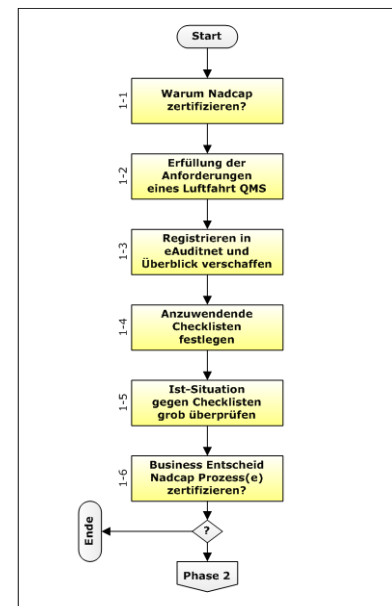 Start
1-1
Warum Nadcap
zertifizieren?
1-2
Erfüllung der
Anforderungen
eines Luftfahrt QMS
1-3
Registrieren in
eAuditnet und
Überblick verschaffen
1-4
Anzuwendende
Checklisten
festlegen
1-5
Ist-Situation
gegen Checklisten
grob überprüfen
1-6
Business Entscheid
Nadcap Prozess(e)
zertifizieren?
Ende
?
Phase 2